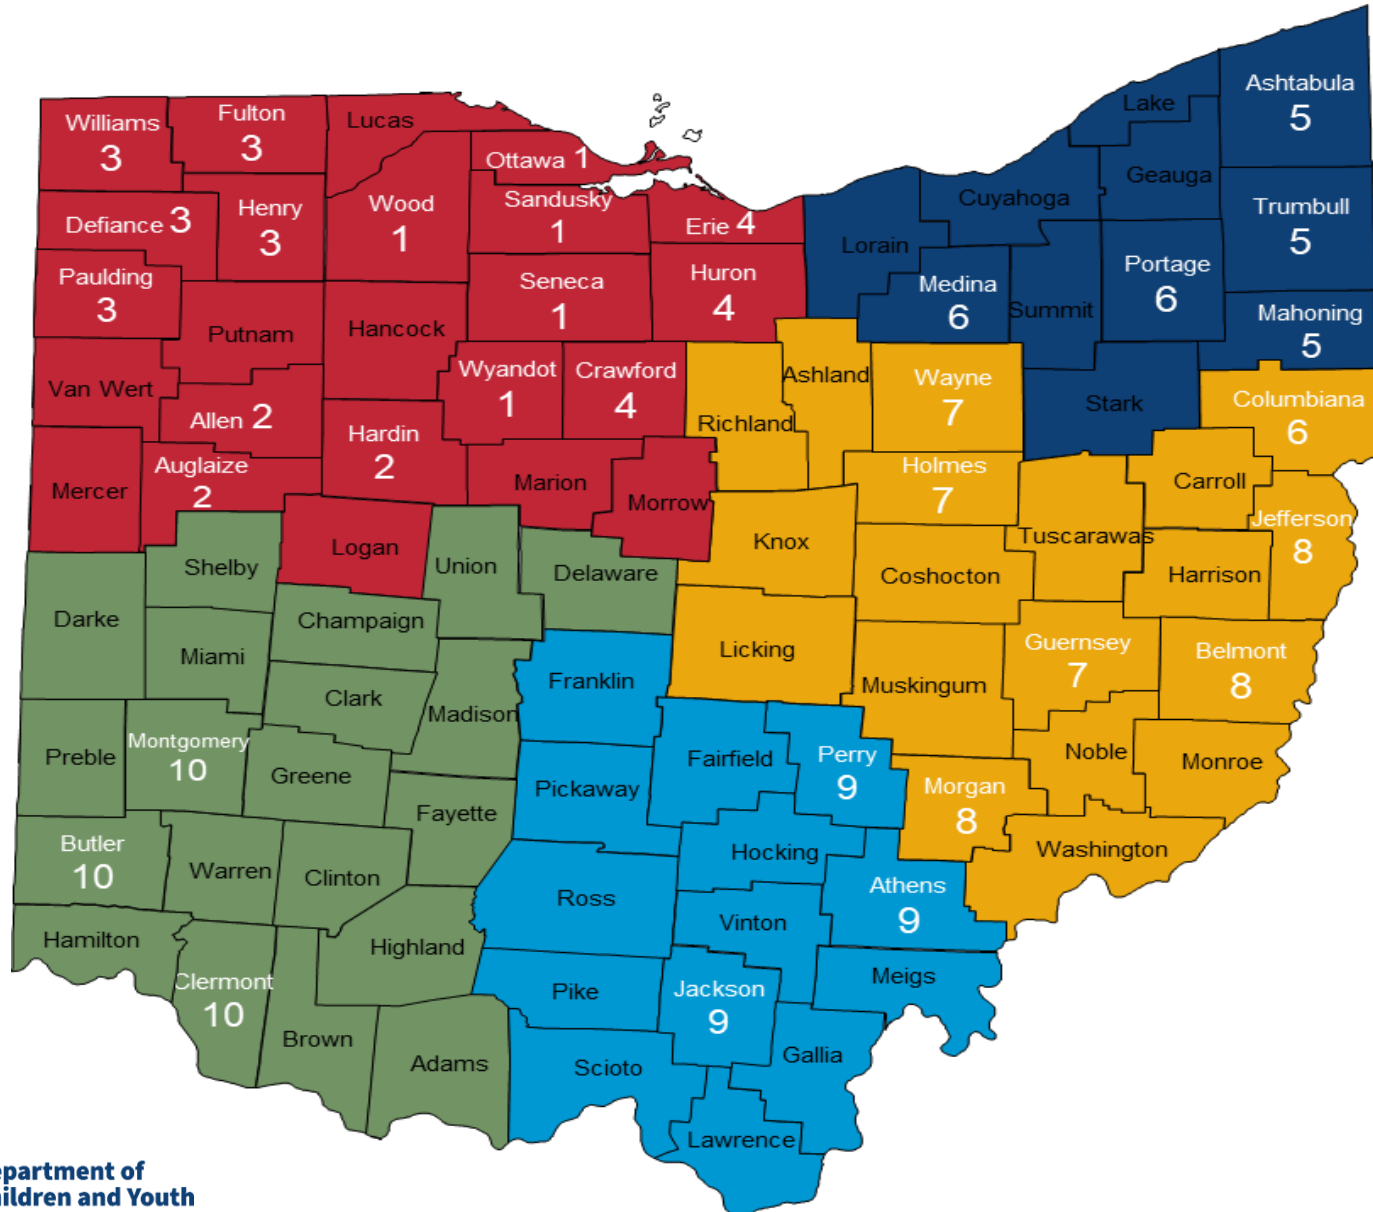 Williams
3
Fulton
3
Lucas
Ottawa 1
Defiance 3
Henry
3
Wood
1
Sandusky
1
Erie 4
Paulding
3
Putnam
Hancock
Seneca
1
Huron
4
Van Wert
Allen 2
Hardin
2
Wyandot
1
Crawford
4
Mercer
Auglaize
2
Marion
Morrow
Logan
Lake
Ashtabula
5
Geauga
Cuyahoga
Trumbull
5
Lorain
Medina
6
Summit
Portage
6
Mahoning
5
Stark
Ashland
Richland
Wayne
7
Columbiana
6
Holmes
7
Carroll
Jefferson
8
Knox
Tuscarawas
Coshocton
Harrison
Licking
Guernsey
7
Belmont
8
Muskingum
Noble
Monroe
Morgan
8
Washington
Shelby
Union
Delaware
Darke
Champaign
Miami
Clark
Madison
Preble
Montgomery
10
Greene
Fayette
Butler
10
Warren
Clinton
Hamilton
Highland
Clermont
10
Brown
Adams
Franklin
Fairfield
Perry
9
Pickaway
Hocking
Ross
Athens
9
Vinton
Pike
Jackson
9
Meigs
Scioto
Gallia
Lawrence
epartment of
hildren and Youth